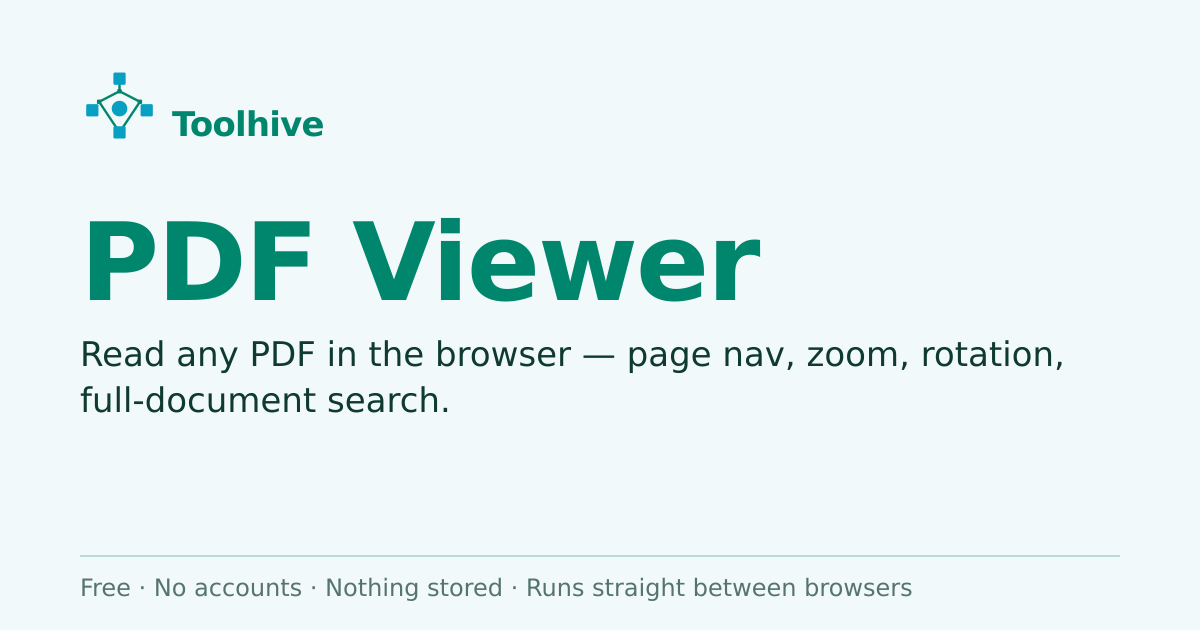 Toolhive
PDF Viewer
Read any PDF in the browser — page nav, zoom, rotation,
full-document search.
Free · No accounts · Nothing stored · Runs straight between browsers